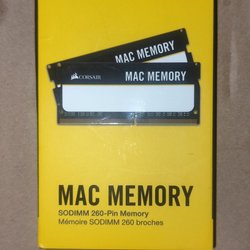 MAC MEMORY
CORSAIR
MAC MEMORY
MAC MEMORY
SODIMM 260-Pin Memory
Mémoire SODIMM 260 broches